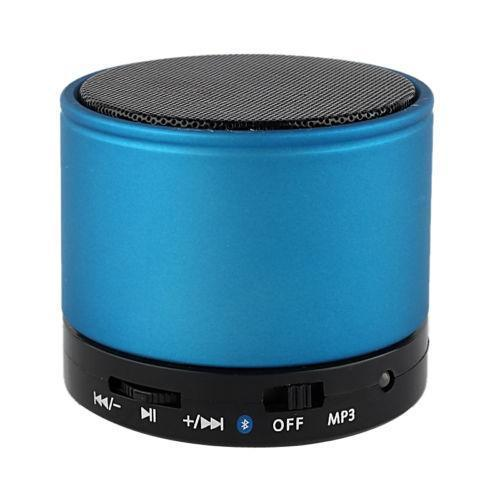 ⏮/- ⏯ +/⏭ OFF MP3